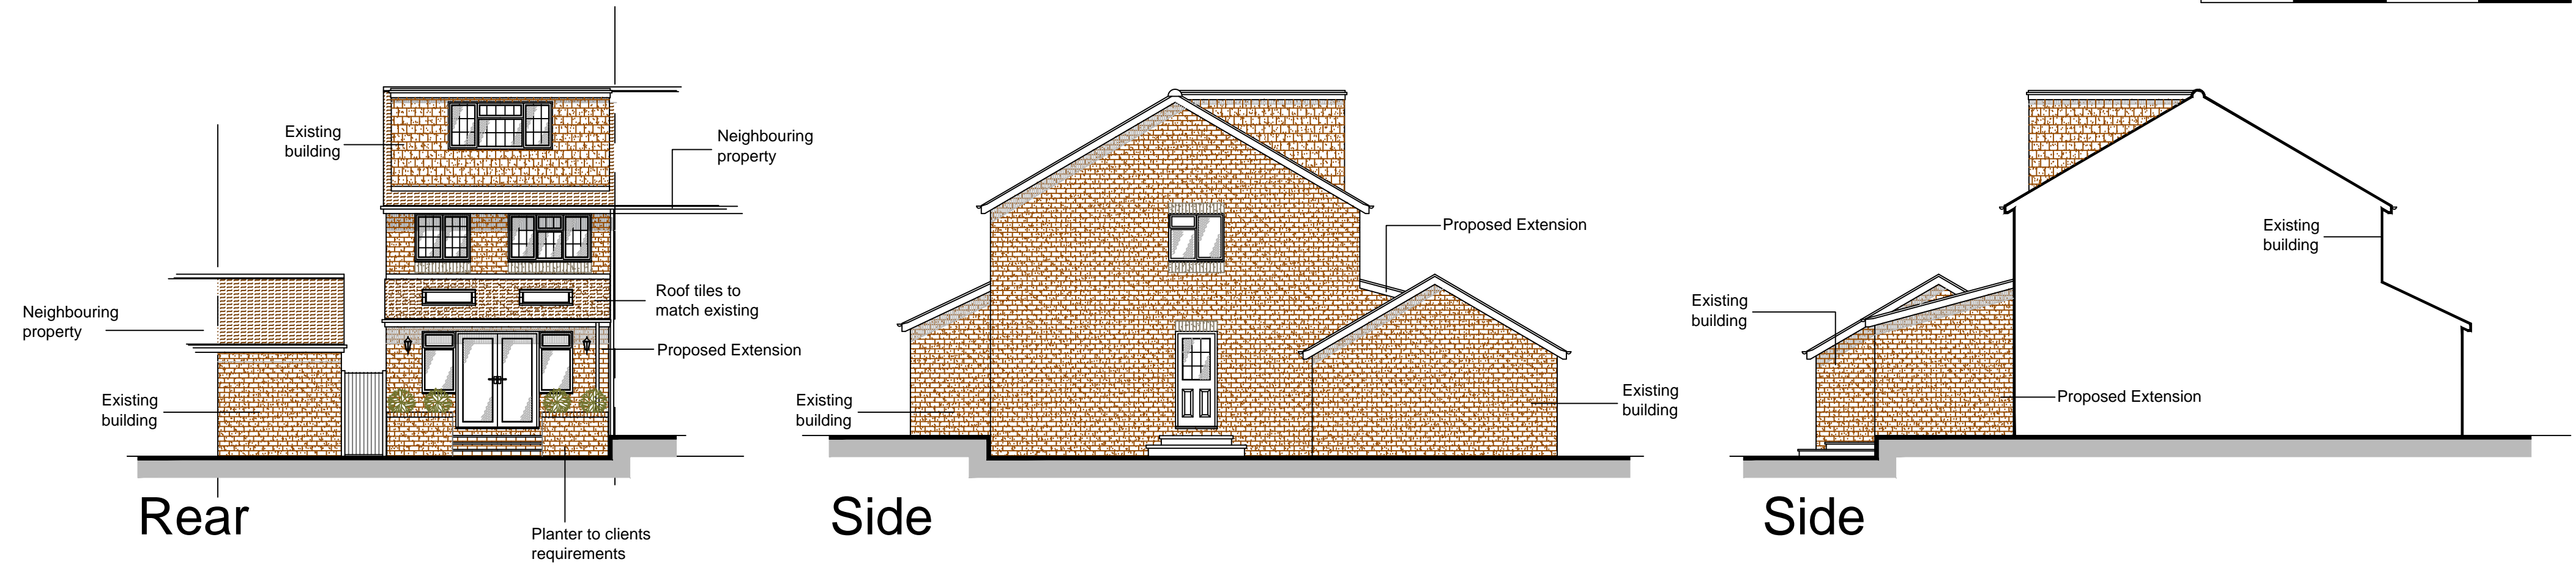 Existing
building
Neighbouring
property
Neighbouring
property
Roof tiles to
match existing
Proposed Extension
Existing
building
Planter to clients
requirements
Rear
Proposed Extension
Existing
building
Existing
building
Side
Existing
building
Existing
building
Proposed Extension
Side